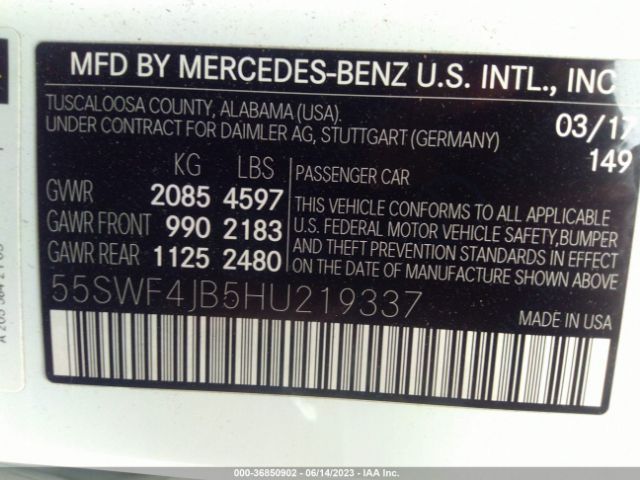 MFD BY MERCEDES-BENZ U.S. INTL., INC
TUSCALOOSA COUNTY, ALABAMA (USA).
UNDER CONTRACT FOR DAIMLER AG, STUTTGART (GERMANY)
03/17
149
KG LBS
GVWR 2085 4597
GAWR FRONT 990 2183
GAWR REAR 1125 2480
PASSENGER CAR
THIS VEHICLE CONFORMS TO ALL APPLICABLE
U.S. FEDERAL MOTOR VEHICLE SAFETY,BUMPER,
AND THEFT PREVENTION STANDARDS IN EFFECT
ON THE DATE OF MANUFACTURE SHOWN ABOVE
55SWF4JB5HU219337
MADE IN USA
000-36850902 - 06/14/2023 - IAA Inc.